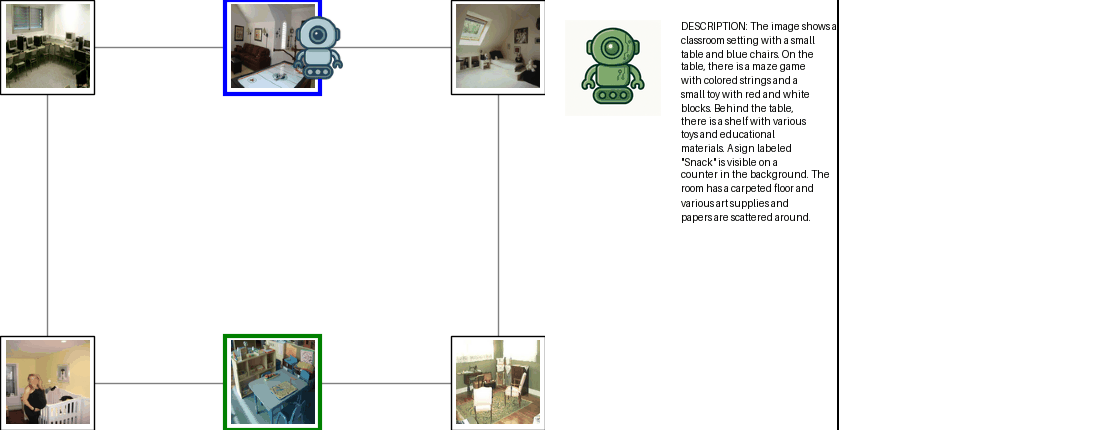 DESCRIPTION: The image shows a
classroom setting with a small
table and blue chairs. On the
table, there is a maze game
with colored strings and a
small toy with red and white
blocks. Behind the table,
there is a shelf with various
toys and educational
materials. A sign labeled
"Snack" is visible on a
counter in the background. The
room has a carpeted floor and
various art supplies and
papers are scattered around.